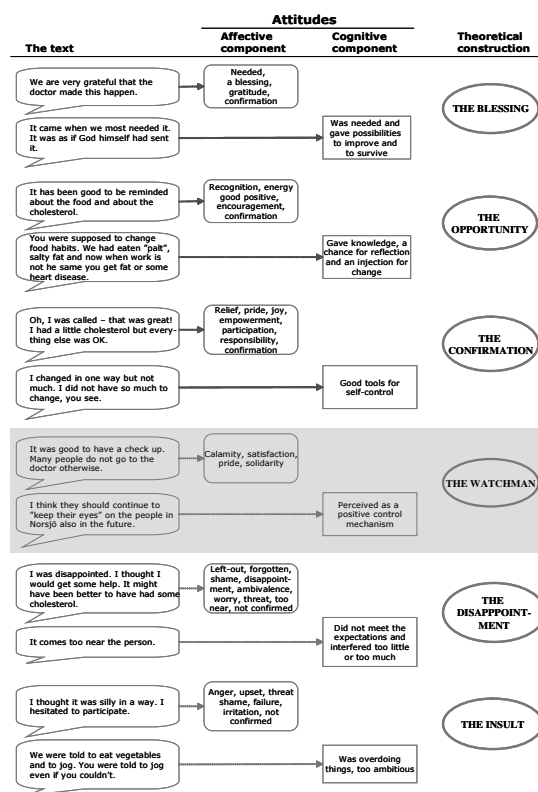 Attitudes
The text
Affective
component
Cognitive
component
Theoretical
construction
We are very grateful that the
doctor made this happen.
Needed,
a blessing,
gratitude,
confirmation
THE BLESSING
It came when we most needed it.
It was as if God himself had sent
it.
Was needed and
gave possibilities
to improve and
to survive
It has been good to be reminded
about the food and about the
cholesterol.
Recognition, energy
good positive,
encouragement,
confirmation
THE
OPPORTUNITY
You were supposed to change
food habits. We had eaten "palt",
salty fat and now when work is
not he same you get fat or some
heart disease.
Gave knowledge, a
chance for reflection
and an injection for
change
Oh, I was called – that was great!
I had a little cholesterol but every-
thing else was OK.
Relief, pride, joy,
empowerment,
participation,
responsibility,
confirmation
THE
CONFIRMATION
I changed in one way but not
much. I did not have so much to
change, you see.
Good tools for
self-control
It was good to have a check up.
Many people do not go to the
doctor otherwise.
Calamity, satisfaction,
pride, solidarity
THE WATCHMAN
I think they should continue to
"keep their eyes" on the people in
Norsjö also in the future.
Perceived as a
positive control
mechanism
I was disappointed. I thought I
would get some help. It might
have been better to have had some
cholesterol.
Left-out, forgotten,
shame, disappoint-
ment, ambivalence,
worry, threat, too
near, not confirmed
THE
DISAPPPOINT-
MENT
It comes too near the person.
Did not meet the
expectations and
interfered too little
or too much
I thought it was silly in a way. I
hesitated to participate.
Anger, upset, threat
shame, failure,
irritation, not
confirmed
THE INSULT
We were told to eat vegetables
and to jog. You were told to jog
even if you couldn't.
Was overdoing
things, too ambitious